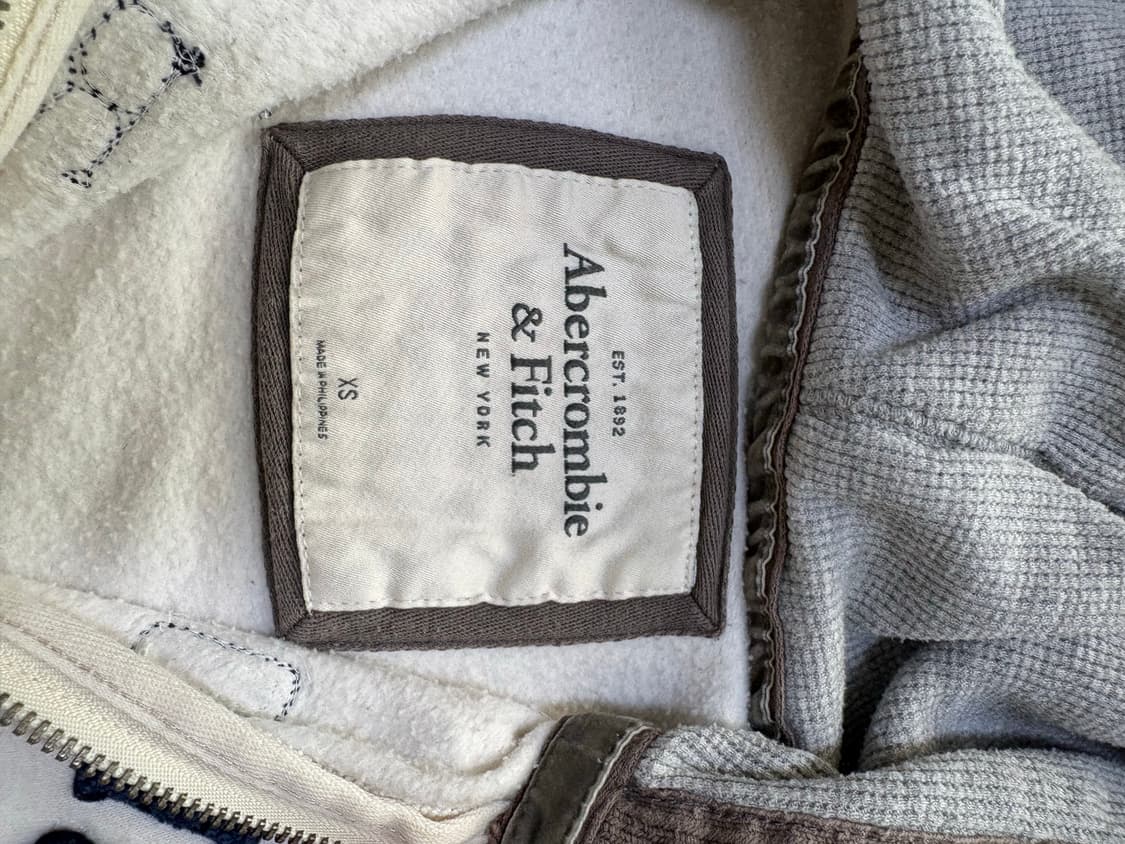 EST. 1892
Abercrombie
& Fitch
NEW YORK
XS
MADE IN PHILIPPINES